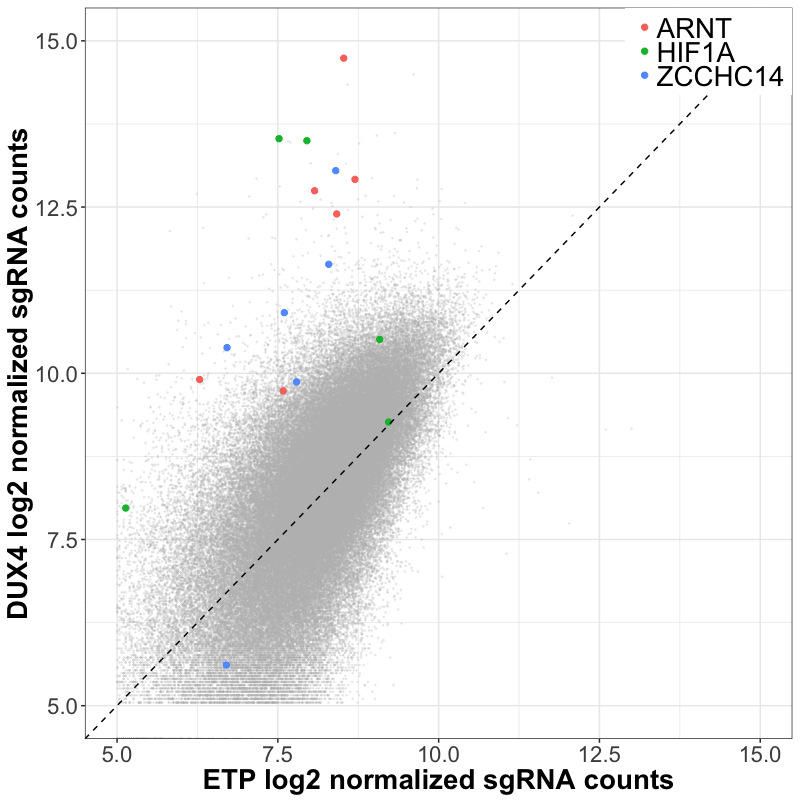 ARNT
HIF1A
ZCCHC14
15.0
12.5
10.0
7.5
5.0
DUX4 log2 normalized sgRNA counts
5.0 7.5 10.0 12.5 15.0
ETP log2 normalized sgRNA counts